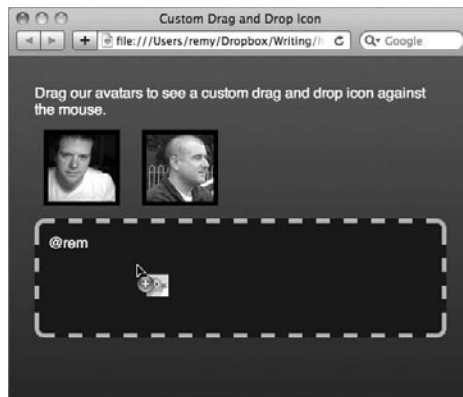 Custom Drag and Drop Icon
file:///Users/remy/Dropbox/Writing/
Google
Drag our avatars to see a custom drag and drop icon against
the mouse.
@rem